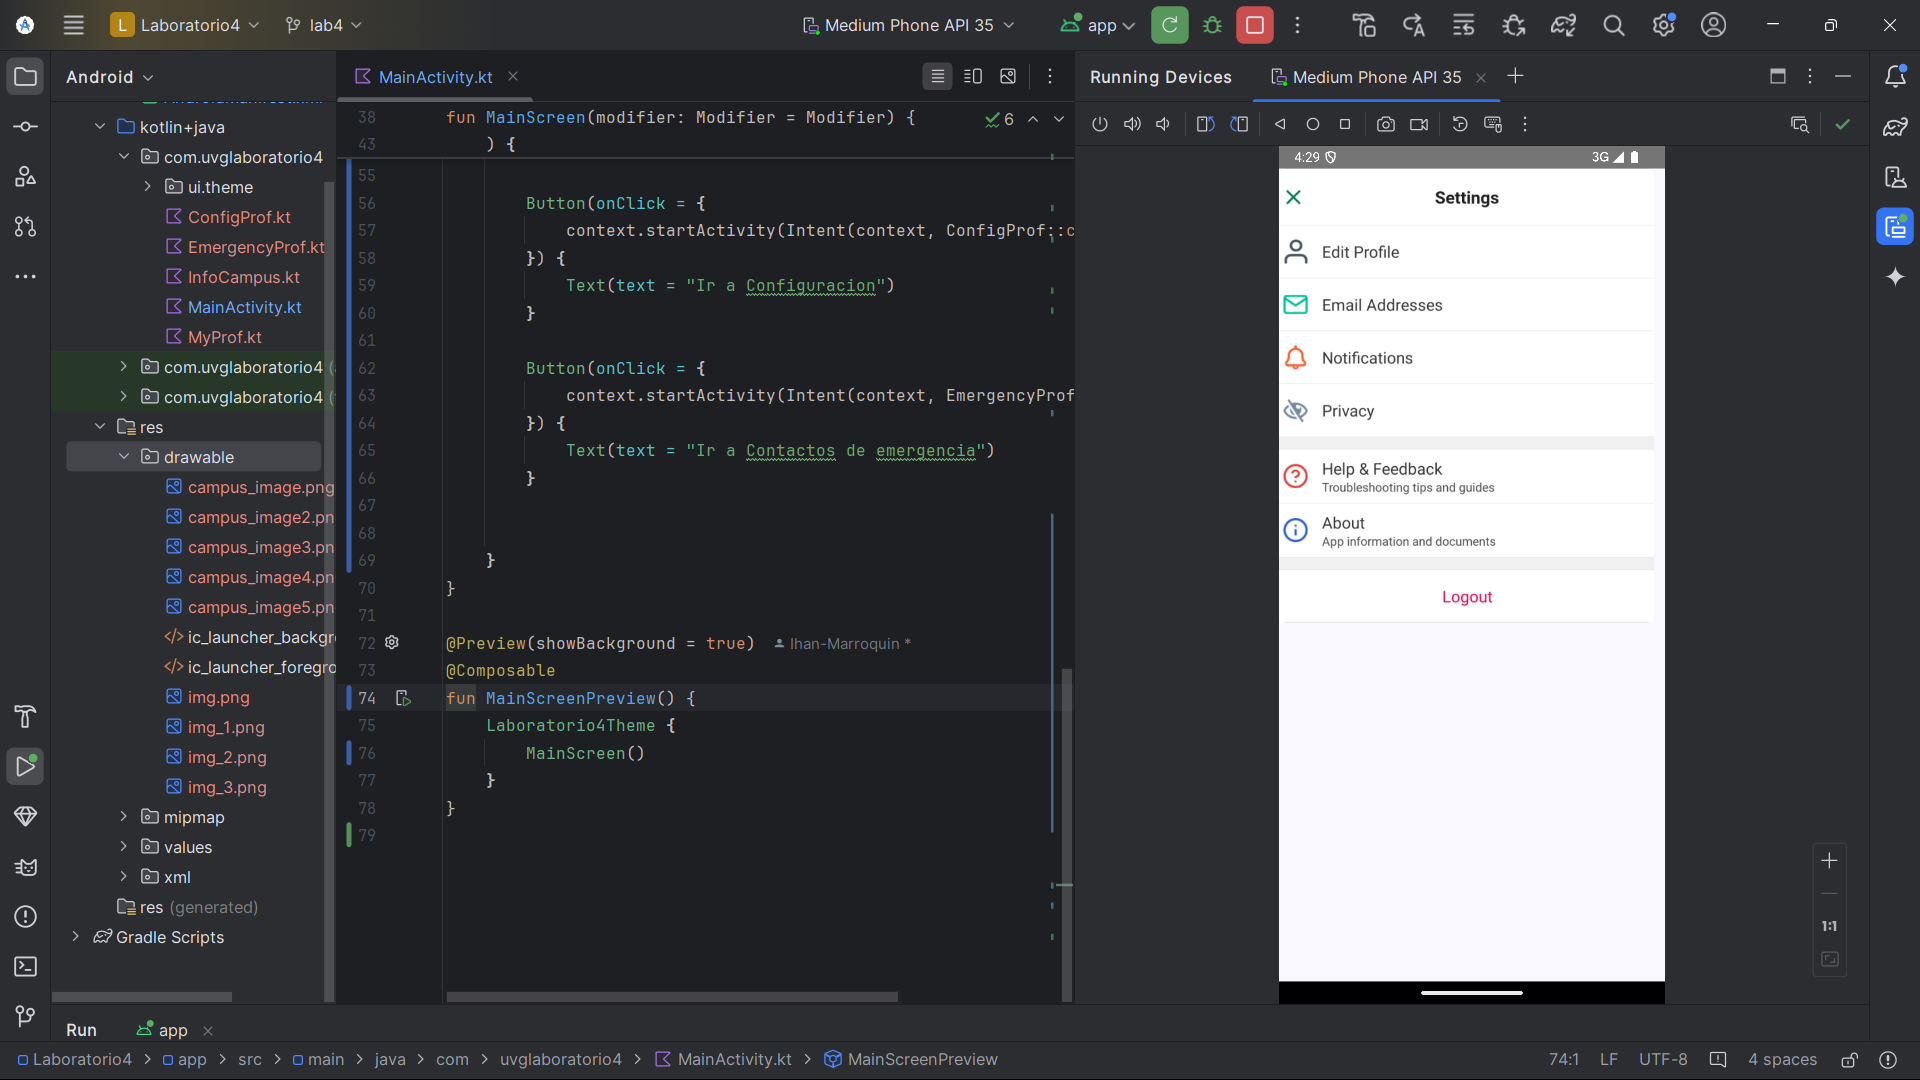 L Laboratorio4
lab4
Medium Phone API 35
app
Android
MainActivity.kt
Running Devices
Medium Phone API 35
kotlin+java
com.uvglaboratorio4
ui.theme
ConfigProf.kt
EmergencyProf.kt
InfoCampus.kt
MainActivity.kt
MyProf.kt
com.uvglaboratorio4
com.uvglaboratorio4
res
drawable
campus_image.png
campus_image2.pn
campus_image3.pn
campus_image4.pn
campus_image5.pn
ic_launcher_backgr
ic_launcher_foregro
img.png
img_1.png
img_2.png
img_3.png
mipmap
values
xml
res (generated)
Gradle Scripts
38 fun MainScreen(modifier: Modifier = Modifier) {
6
43 ) {
55
56 Button(onClick = {
57 context.startActivity(Intent(context, ConfigProf::c
58 }) {
59 Text(text = "Ir a Configuracion")
60 }
61
62 Button(onClick = {
63 context.startActivity(Intent(context, EmergencyProf
64 }) {
65 Text(text = "Ir a Contactos de emergencia")
66 }
67
68
69 }
70 }
71
72 @Preview(showBackground = true) Ihan-Marroquin *
73 @Composable
74 fun MainScreenPreview() {
75 Laboratorio4Theme {
76 MainScreen()
77 }
78 }
79
4:29
3G
Settings
Edit Profile
Email Addresses
Notifications
Privacy
Help & Feedback
Troubleshooting tips and guides
About
App information and documents
Logout
1:1
Run
app
Laboratorio4 > app > src > main > java > com > uvglaboratorio4 > MainActivity.kt > MainScreenPreview
74:1 LF UTF-8 4 spaces